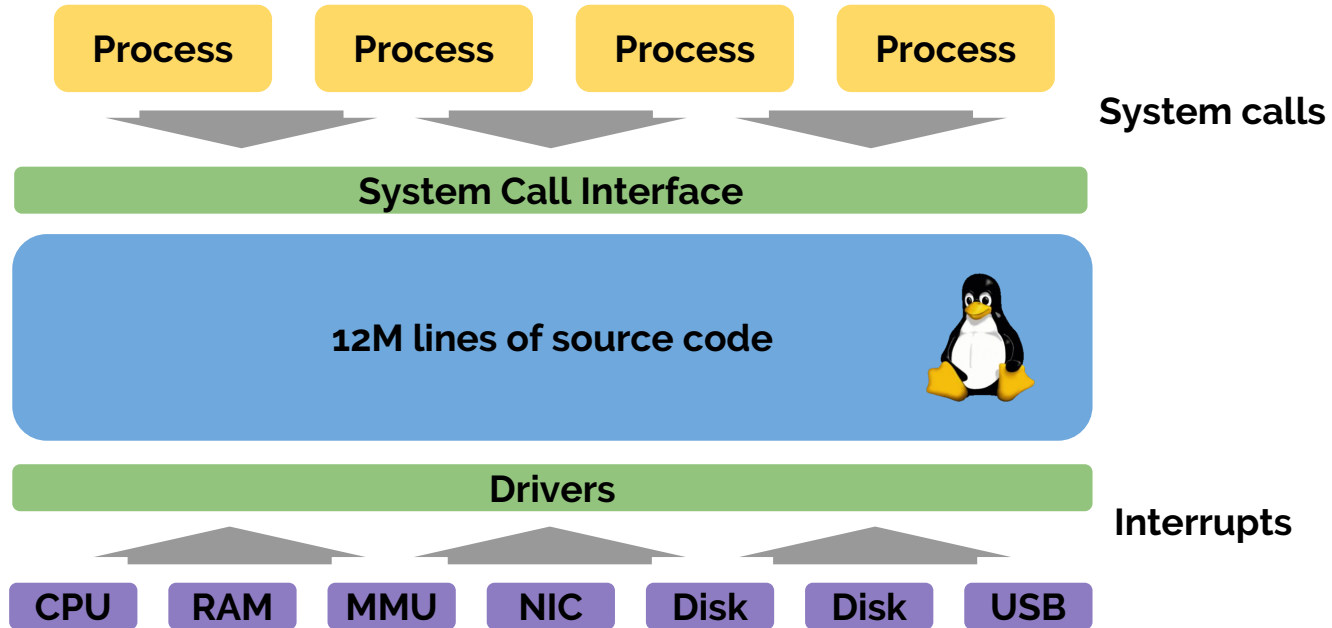 Process Process Process Process
System calls
System Call Interface
12M lines of source code
Drivers
Interrupts
CPU RAM MMU NIC Disk Disk USB